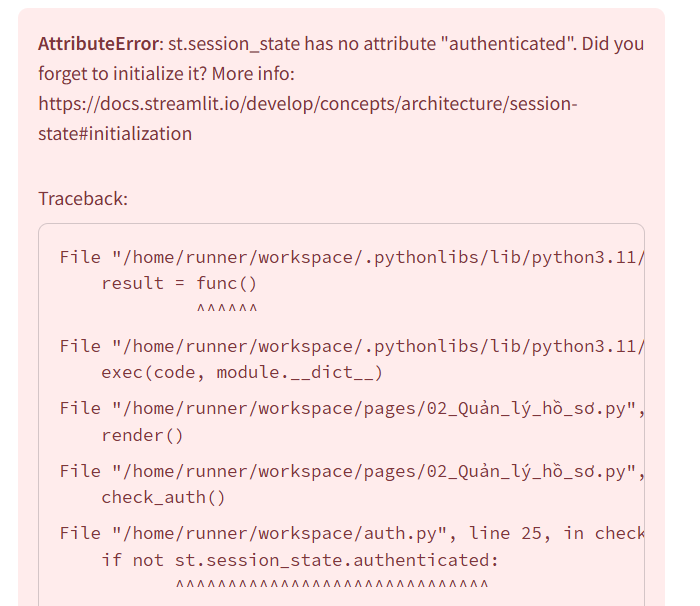 AttributeError: st.session_state has no attribute "authenticated". Did you
forget to initialize it? More info:
https://docs.streamlit.io/develop/concepts/architecture/session-
state#initialization
Traceback:
File "/home/runner/workspace/.pythonlibs/lib/python3.11/
result = func()
^^^^^^
File "/home/runner/workspace/.pythonlibs/lib/python3.11/
exec(code, module.__dict__)
File "/home/runner/workspace/pages/02_Quản_lý_hồ_sơ.py",
render()
File "/home/runner/workspace/pages/02_Quản_lý_hồ_sơ.py",
check_auth()
File "/home/runner/workspace/auth.py", line 25, in check
if not st.session_state.authenticated:
^^^^^^^^^^^^^^^^^^^^^^^^^^^^^^